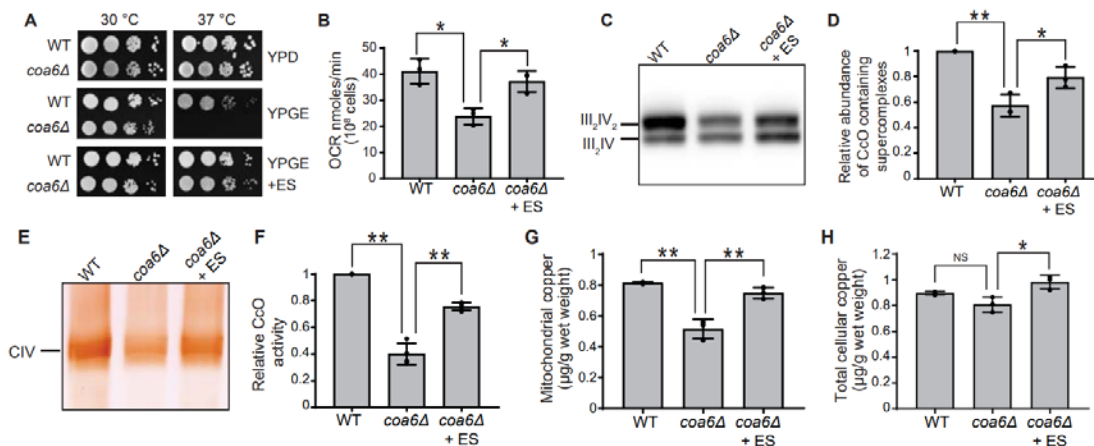 A
30 °C
37 °C
WT
coa6Δ
YPD
WT
coa6Δ
YPGE
WT
coa6Δ
YPGE
+ES
B
OCR nmoles/min
(10⁸ cells)
50
40
30
20
10
0
*
*
WT
coa6Δ
coa6Δ
+ ES
C
WT
coa6Δ
coa6Δ
+ ES
III₂IV₂
III₂IV
D
Relative abundance
of CcO containing
supercomplexes
1
0.8
0.6
0.4
0.2
0
**
*
WT
coa6Δ
coa6Δ
+ ES
E
WT
coa6Δ
coa6Δ
+ ES
CIV
F
Relative CcO
activity
1
0.8
0.6
0.4
0.2
0
**
**
WT
coa6Δ
coa6Δ
+ ES
G
Mitochondrial copper
(µg/g wet weight)
1
0.8
0.6
0.4
0.2
0
**
**
WT
coa6Δ
coa6Δ
+ ES
H
Total cellular copper
(µg/g wet weight)
1.2
1
0.8
0.6
0.4
0.2
0
NS
*
WT
coa6Δ
coa6Δ
+ ES